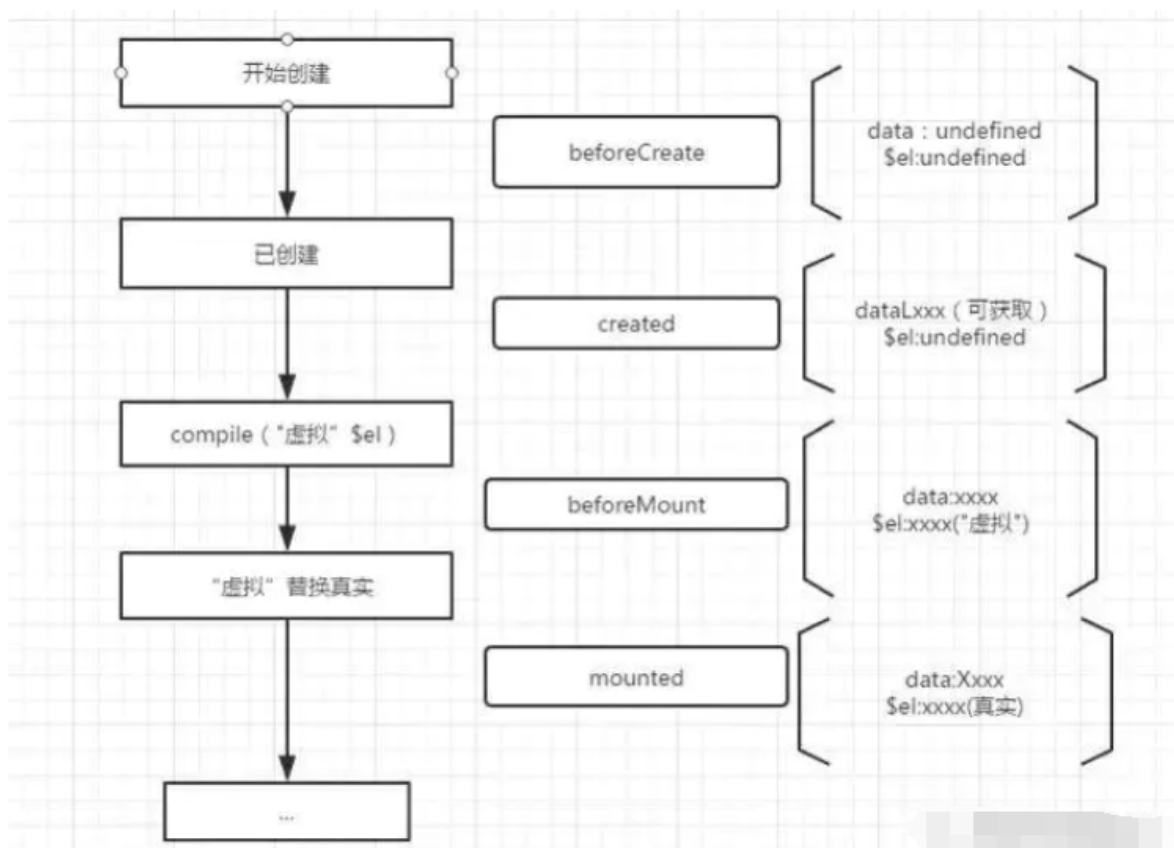 开始创建
beforeCreate
data：undefined
$el:undefined
已创建
created
dataLxxx（可获取）
$el:undefined
compile（"虚拟"$el）
beforeMount
data:xxxx
$el:xxxx("虚拟")
“虚拟”替换真实
mounted
data:Xxxx
$el:xxxx(真实)
...